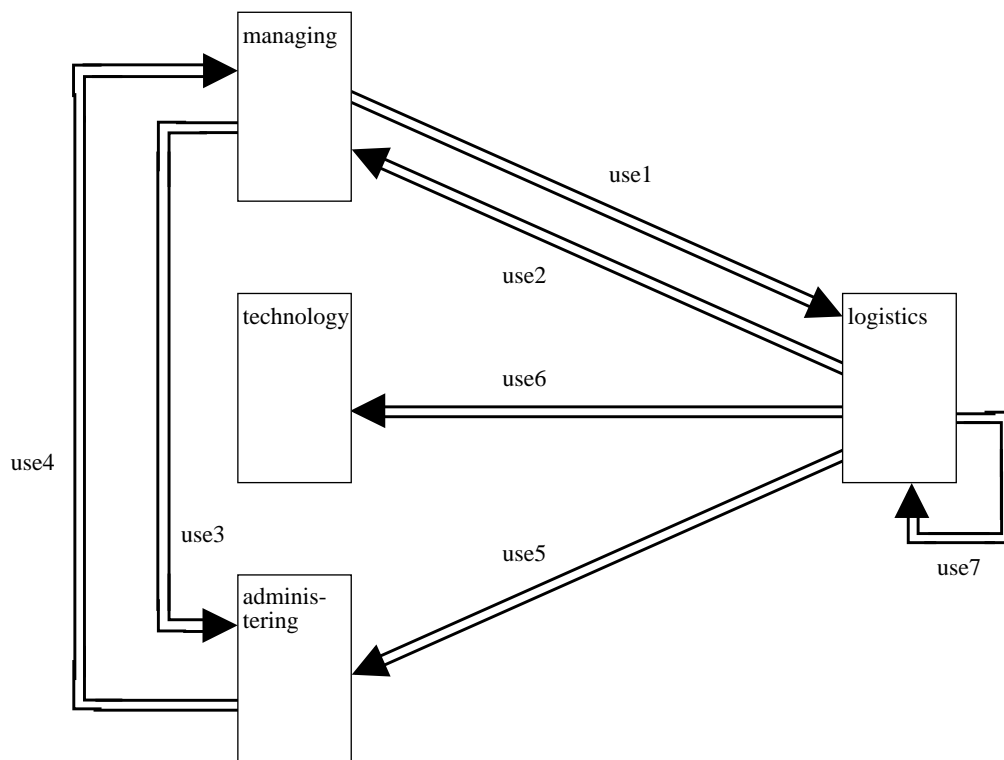 managing
use1
use2
technology
logistics
use6
use4
use3
use5
adminis-
tering
use7